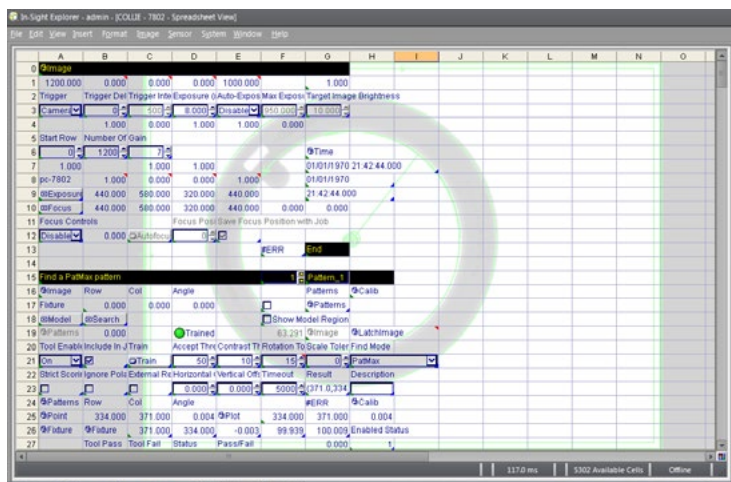 In-Sight Explorer - admin - [COLLIE - 7802 - Spreadsheet View]
File Edit View Insert Format Image Sensor System Window Help
A B C D E F G H I J K L M N O
0 Image
1 1200.000 0.000 0.000 0.000 1000.000 1.000
2 Trigger Trigger Del Trigger Inte Exposure Auto-Expos Max Expos Target Image Brightness
3 Camera 0 500 8.000 Disable 950.000 10.000
4 1.000 0.000 1.000 1.000 0.000
5 Start Row Number Of Gain
6 0 1200 7 Time
7 1.000 1.000 1.000 01/01/1970 21:42:44.000
8 pc-7802 1.000 0.000 0.000 1.000 01/01/1970
9 Exposure 440.000 580.000 320.000 440.000 21:42:44.000
10 Focus 440.000 580.000 320.000 440.000 0.000 0.000
11 Focus Controls Focus Posi Save Focus Position with Job
12 Disable 0.000 Autofocu 0
13 #ERR End
14
15 Find a PatMax pattern 1 Pattern_1
16 Image Row Col Angle Patterns Calib
17 Fixture 0.000 0.000 0.000 Patterns
18 Model Search Show Model Region
19 Patterns 0.000 Trained 63.291 Image LatchImage
20 Tool Enable Include In J Train Accept Thre Contrast Th Rotation To Scale Toler Find Mode
21 On Train 50 10 15 0 PatMax
22 Strict Scorin Ignore Pola External Re Horizontal Vertical Offs Timeout Result Description
23 0.000 0.000 5000 (371.0,334.
24 Patterns Row Col Angle #ERR Calib
25 Point 334.000 371.000 0.004 Plot 334.000 371.000 0.004
26 Fixture Fixture 371.000 334.000 -0.003 99.939 100.009 Enabled Status
27 Tool Pass Tool Fail Status Pass/Fail 0.000 1
117.0 ms 5302 Available Cells Offline